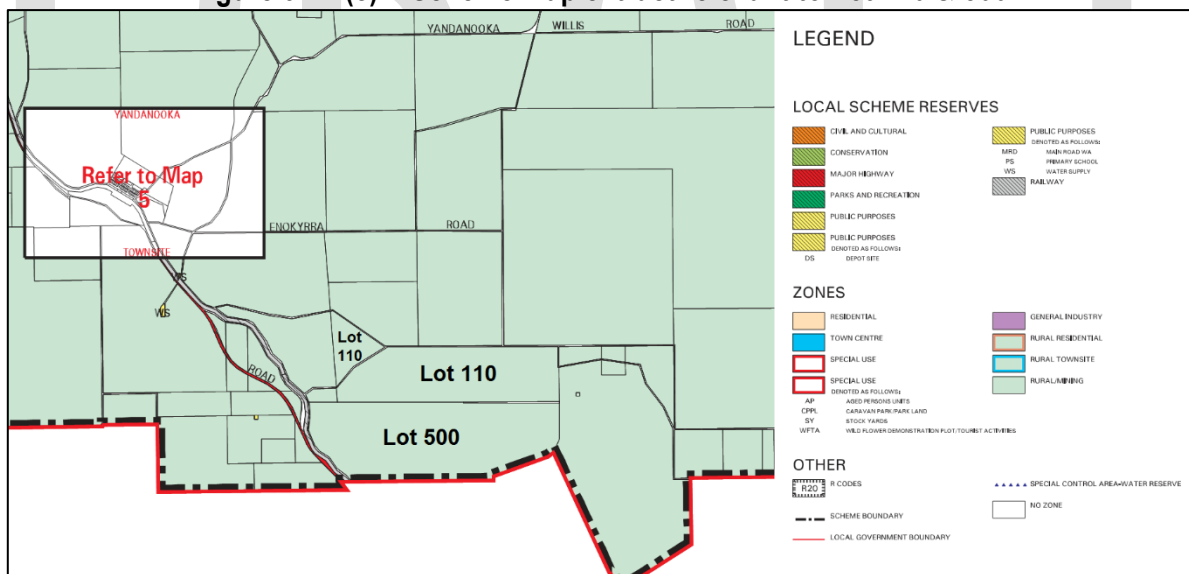 YANDANOOKA WILLIS ROAD
YANDANOOKA
Refer to Map
5
ENOKYRRA ROAD
TOWNSITE
WS
WS
Lot
110
Lot 110
ROAD
Lot 500
LEGEND
LOCAL SCHEME RESERVES
CIVIL AND CULTURAL
CONSERVATION
MAJOR HIGHWAY
PARKS AND RECREATION
PUBLIC PURPOSES
PUBLIC PURPOSES
DENOTED AS FOLLOWS:
DS DEPOT SITE
PUBLIC PURPOSES
DENOTED AS FOLLOWS:
MRD MAIN ROAD WA
PS PRIMARY SCHOOL
WS WATER SUPPLY
RAILWAY
ZONES
RESIDENTIAL
TOWN CENTRE
SPECIAL USE
SPECIAL USE
DENOTED AS FOLLOWS:
AP AGED PERSONS UNITS
CPPL CARAVAN PARK/PARK LAND
SY STOCK YARDS
WFTA WILD FLOWER DEMONSTRATION PLOT/TOURIST ACTIVITIES
GENERAL INDUSTRY
RURAL RESIDENTIAL
RURAL TOWNSITE
RURAL/MINING
OTHER
R20 R CODES
SCHEME BOUNDARY
LOCAL GOVERNMENT BOUNDARY
SPECIAL CONTROL AREA-WATER RESERVE
NO ZONE